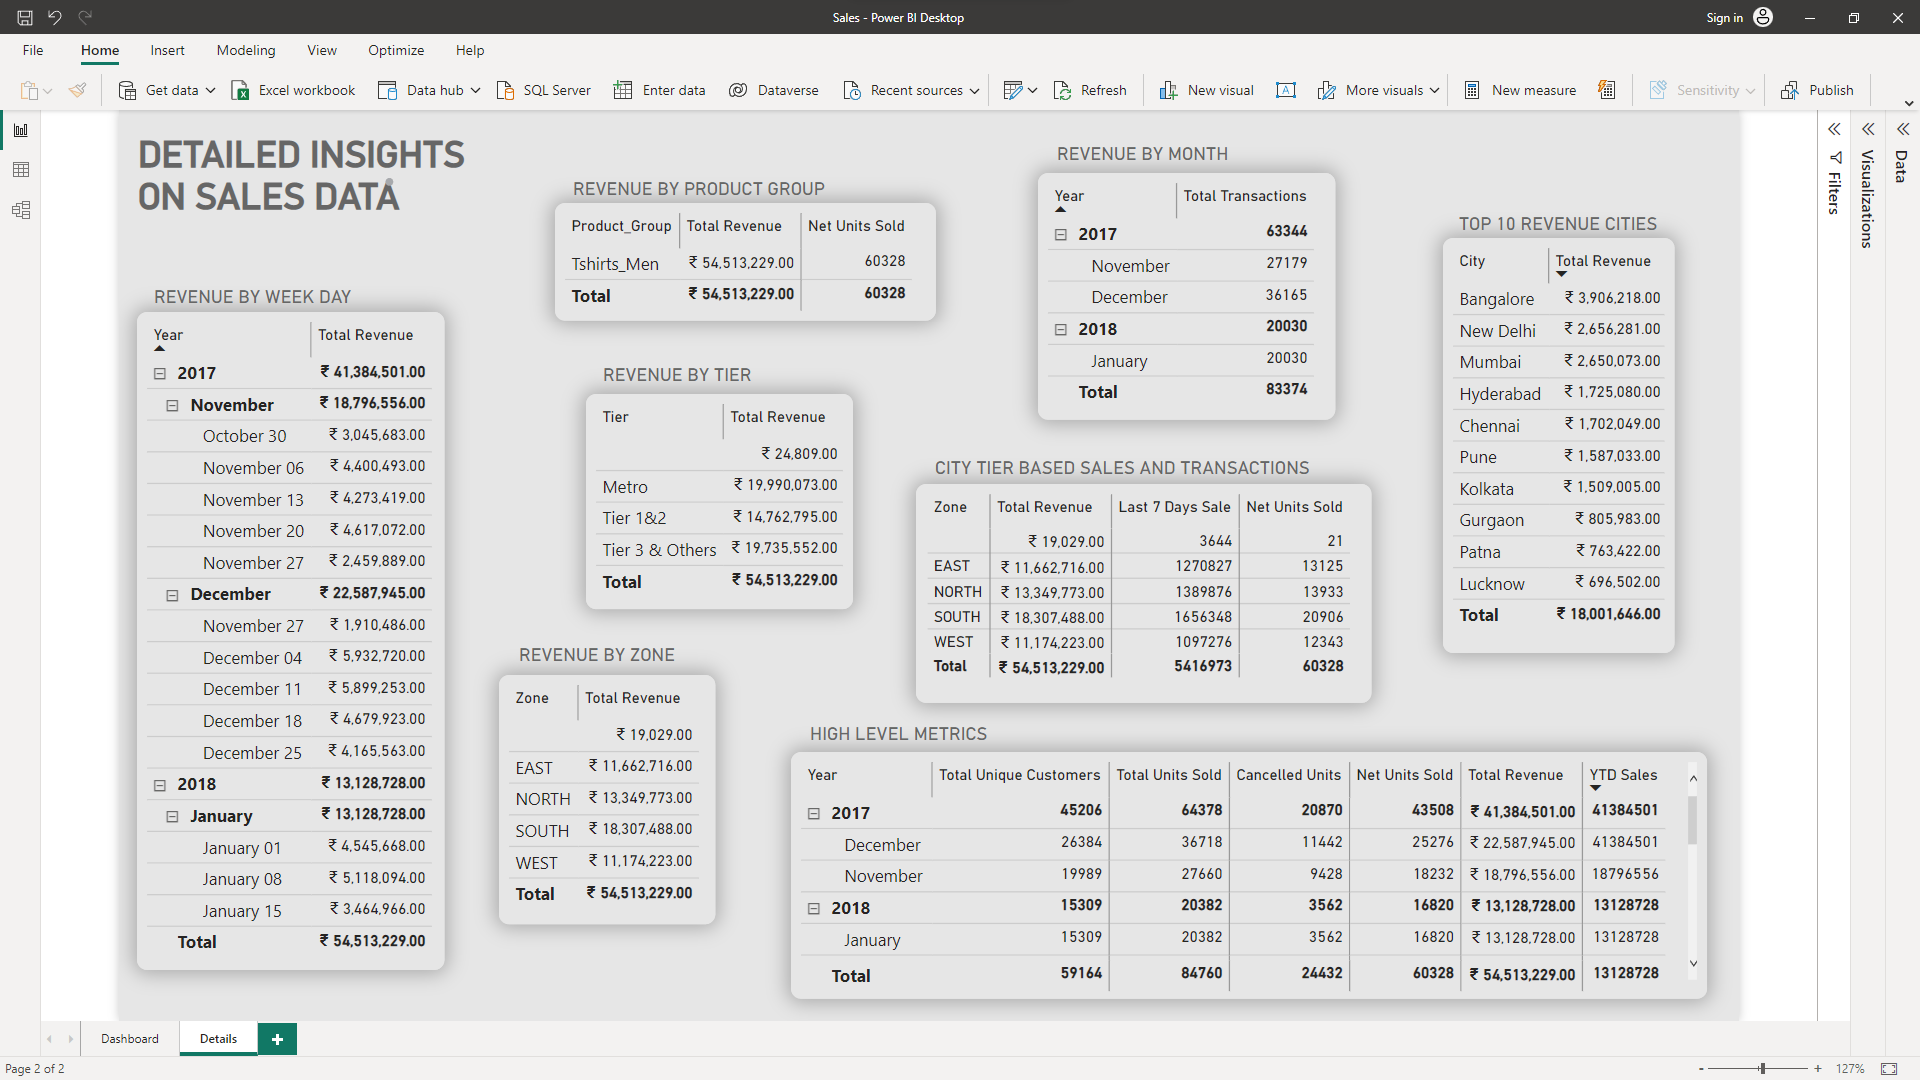 Sales - Power BI Desktop
Sign in
File Home Insert Modeling View Optimize Help
Get data Excel workbook Data hub SQL Server Enter data Dataverse Recent sources Refresh New visual More visuals New measure Sensitivity Publish
DETAILED INSIGHTS
ON SALES DATA
REVENUE BY WEEK DAY
Year Total Revenue
2017 ₹ 41,384,501.00
November ₹ 18,796,556.00
October 30 ₹ 3,045,683.00
November 06 ₹ 4,400,493.00
November 13 ₹ 4,273,419.00
November 20 ₹ 4,617,072.00
November 27 ₹ 2,459,889.00
December ₹ 22,587,945.00
November 27 ₹ 1,910,486.00
December 04 ₹ 5,932,720.00
December 11 ₹ 5,899,253.00
December 18 ₹ 4,679,923.00
December 25 ₹ 4,165,563.00
2018 ₹ 13,128,728.00
January ₹ 13,128,728.00
January 01 ₹ 4,545,668.00
January 08 ₹ 5,118,094.00
January 15 ₹ 3,464,966.00
Total ₹ 54,513,229.00
REVENUE BY PRODUCT GROUP
Product_Group Total Revenue Net Units Sold
Tshirts_Men ₹ 54,513,229.00 60328
Total ₹ 54,513,229.00 60328
REVENUE BY TIER
Tier Total Revenue
₹ 24,809.00
Metro ₹ 19,990,073.00
Tier 1&2 ₹ 14,762,795.00
Tier 3 & Others ₹ 19,735,552.00
Total ₹ 54,513,229.00
REVENUE BY ZONE
Zone Total Revenue
₹ 19,029.00
EAST ₹ 11,662,716.00
NORTH ₹ 13,349,773.00
SOUTH ₹ 18,307,488.00
WEST ₹ 11,174,223.00
Total ₹ 54,513,229.00
REVENUE BY MONTH
Year Total Transactions
2017 63344
November 27179
December 36165
2018 20030
January 20030
Total 83374
CITY TIER BASED SALES AND TRANSACTIONS
Zone Total Revenue Last 7 Days Sale Net Units Sold
₹ 19,029.00 3644 21
EAST ₹ 11,662,716.00 1270827 13125
NORTH ₹ 13,349,773.00 1389876 13933
SOUTH ₹ 18,307,488.00 1656348 20906
WEST ₹ 11,174,223.00 1097276 12343
Total ₹ 54,513,229.00 5416973 60328
TOP 10 REVENUE CITIES
City Total Revenue
Bangalore ₹ 3,906,218.00
New Delhi ₹ 2,656,281.00
Mumbai ₹ 2,650,073.00
Hyderabad ₹ 1,725,080.00
Chennai ₹ 1,702,049.00
Pune ₹ 1,587,033.00
Kolkata ₹ 1,509,005.00
Gurgaon ₹ 805,983.00
Patna ₹ 763,422.00
Lucknow ₹ 696,502.00
Total ₹ 18,001,646.00
HIGH LEVEL METRICS
Year Total Unique Customers Total Units Sold Cancelled Units Net Units Sold Total Revenue YTD Sales
2017 45206 64378 20870 43508 ₹ 41,384,501.00 41384501
December 26384 36718 11442 25276 ₹ 22,587,945.00 41384501
November 19989 27660 9428 18232 ₹ 18,796,556.00 18796556
2018 15309 20382 3562 16820 ₹ 13,128,728.00 13128728
January 15309 20382 3562 16820 ₹ 13,128,728.00 13128728
Total 59164 84760 24432 60328 ₹ 54,513,229.00 13128728
Filters
Visualizations
Data
Dashboard Details +
Page 2 of 2
- + 127%